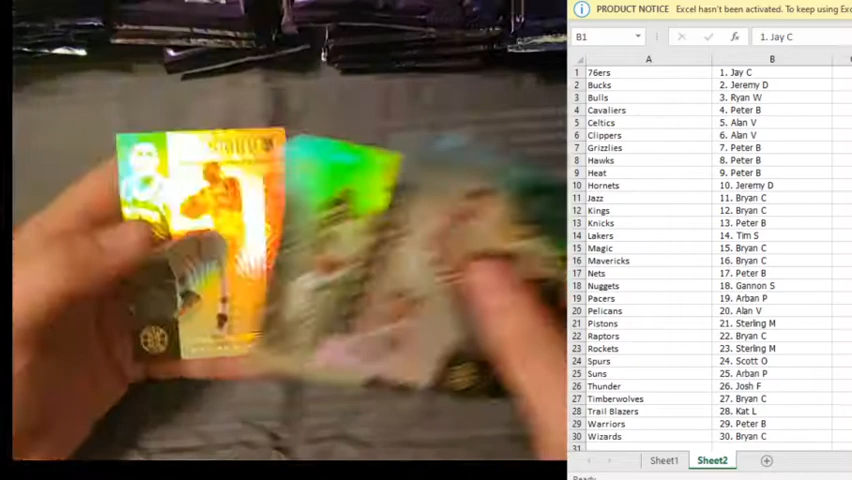 PRODUCT NOTICE Excel hasn't been activated. To keep using Exc
B1 fx 1. Jay C
A B
1 76ers 1. Jay C
2 Bucks 2. Jeremy D
3 Bulls 3. Ryan W
4 Cavaliers 4. Peter B
5 Celtics 5. Alan V
6 Clippers 6. Alan V
7 Grizzlies 7. Peter B
8 Hawks 8. Peter B
9 Heat 9. Peter B
10 Hornets 10. Jeremy D
11 Jazz 11. Bryan C
12 Kings 12. Bryan C
13 Knicks 13. Peter B
14 Lakers 14. Tim S
15 Magic 15. Bryan C
16 Mavericks 16. Bryan C
17 Nets 17. Peter B
18 Nuggets 18. Gannon S
19 Pacers 19. Arban P
20 Pelicans 20. Alan V
21 Pistons 21. Sterling M
22 Raptors 22. Bryan C
23 Rockets 23. Sterling M
24 Spurs 24. Scott O
25 Suns 25. Arban P
26 Thunder 26. Josh F
27 Timberwolves 27. Bryan C
28 Trail Blazers 28. Kat L
29 Warriors 29. Peter B
30 Wizards 30. Bryan C
31
Sheet1 Sheet2
Ready